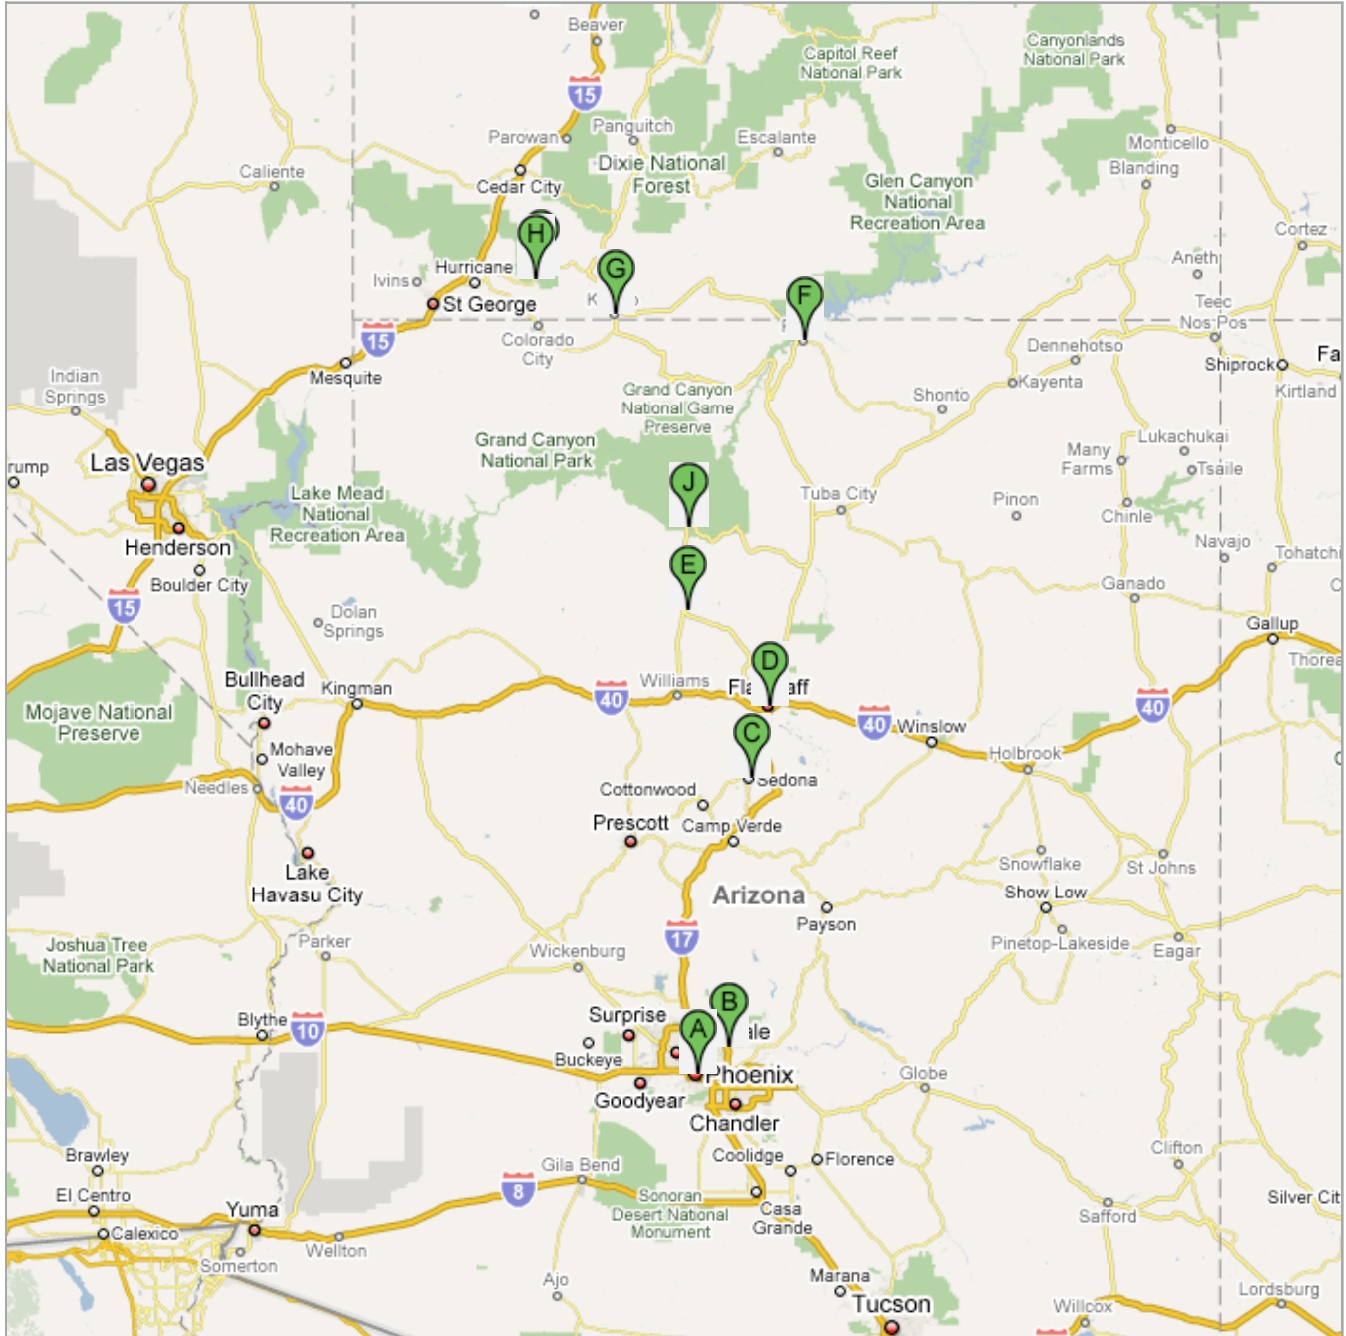 Beaver
Capitol Reef
National Park
Canyonlands
National Park
15
Parowan
Panguitch
Escalante
Monticello
Dixie National
Forest
Blanding
Caliente
Cedar City
Glen Canyon
National
Recreation Area
H
Cortez
Ivins
Hurricane
G
Aneth
St George
F
Teec
Nos Pos
15
Colorado
City
Dennehotso
Shiprock
Fa
Mesquite
Indian
Springs
Grand Canyon
National Game
Preserve
Shonto
Kayenta
Kirtland
Grand Canyon
National Park
Lukachukai
Many
Farms
Tsaile
rump
Las Vegas
J
Lake Mead
National
Recreation Area
Tuba City
Pinon
Chinle
Henderson
Navajo
Tohatchi
Boulder City
E
Ganado
C
15
Dolan
Springs
Gallup
Bullhead
City
Kingman
40
Williams
D
Fla
aff
Thorea
40
40
Mojave National
Preserve
Winslow
C
Mohave
Valley
Holbrook
C
Needles
40
Cottonwood
Sedona
Prescott
Camp Verde
Lake
Havasu City
Snowflake
St Johns
Arizona
Show Low
Payson
Joshua Tree
National Park
Parker
Wickenburg
17
Pinetop-Lakeside
Eagar
B
Blythe
10
Surprise
A
ale
Buckeye
Phoenix
Globe
Goodyear
Chandler
Brawley
Coolidge
Florence
Clifton
Gila Bend
El Centro
8
Sonoran
Desert National
Monument
Casa
Grande
Silver Cit
Yuma
Safford
Calexico
Wellton
Somerton
Ajo
Marana
Lordsburg
Tucson
Willcox